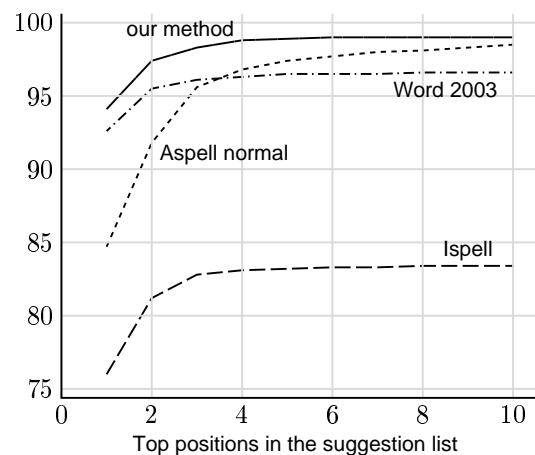 100
our method
95
Word 2003
90
Aspell normal
85
Ispell
80
75
0 2 4 6 8 10
Top positions in the suggestion list